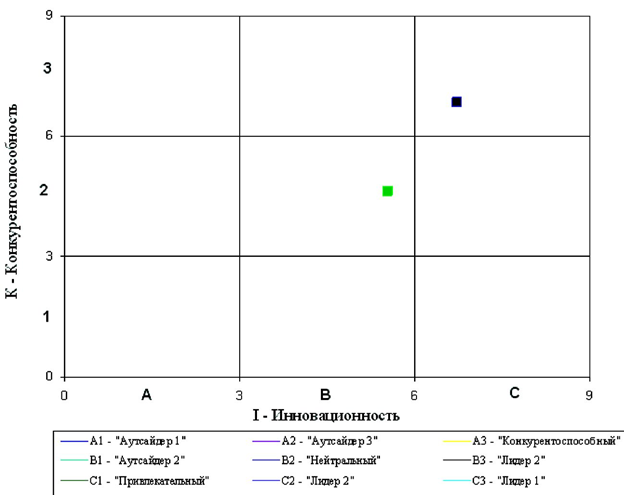 9
3
6
2
3
1
0
К - Конкурентоспособность
0 A 3 B 6 C 9
I - Инновационность
A1 - "Аутсайдер 1" A2 - "Аутсайдер 3" A3 - "Конкурентоспособный"
B1 - "Аутсайдер 2" B2 - "Нейтральный" B3 - "Лидер 2"
C1 - "Привлекательный" C2 - "Лидер 2" C3 - "Лидер 1"